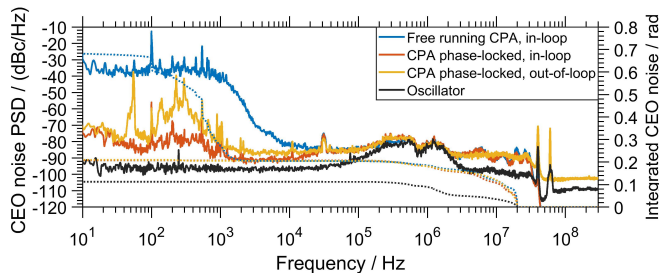 CEO noise PSD / (dBc/Hz)
-10
-20
-30
-40
-50
-60
-70
-80
-90
-100
-110
-120
Free running CPA, in-loop
CPA phase-locked, in-loop
CPA phase-locked, out-of-loop
Oscillator
0.8
0.7
0.6
0.5
0.4
0.3
0.2
0.1
0
Integrated CEO noise / rad
10^1 10^2 10^3 10^4 10^5 10^6 10^7 10^8
Frequency / Hz